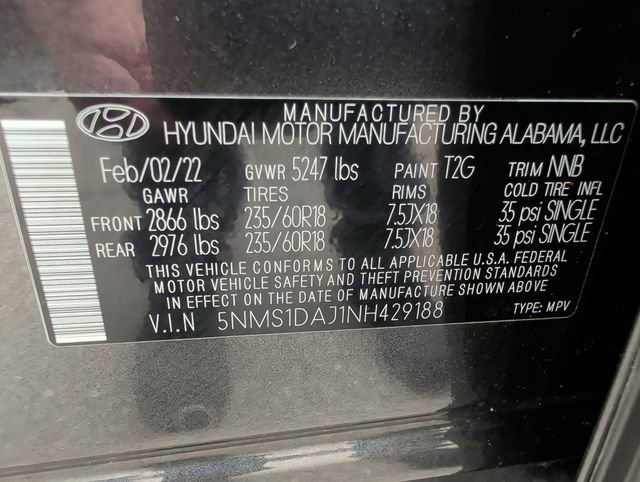 MANUFACTURED BY
HYUNDAI MOTOR MANUFACTURING ALABAMA, LLC
Feb/02/22 GVWR 5247 lbs PAINT T2G TRIM NNB
GAWR TIRES RIMS COLD TIRE INFL
FRONT 2866 lbs 235/60R18 7.5JX18 35 psi SINGLE
REAR 2976 lbs 235/60R18 7.5JX18 35 psi SINGLE
THIS VEHICLE CONFORMS TO ALL APPLICABLE U.S.A. FEDERAL
MOTOR VEHICLE SAFETY AND THEFT PREVENTION STANDARDS
IN EFFECT ON THE DATE OF MANUFACTURE SHOWN ABOVE
V.I.N 5NMS1DAJ1NH429188 TYPE: MPV